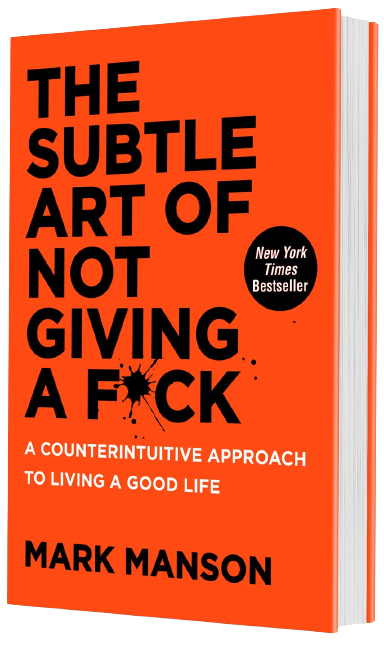 THE
SUBTLE
ART OF
NOT
GIVING
A F*CK
New York
Times
Bestseller
A COUNTERINTUITIVE APPROACH
TO LIVING A GOOD LIFE
MARK MANSON